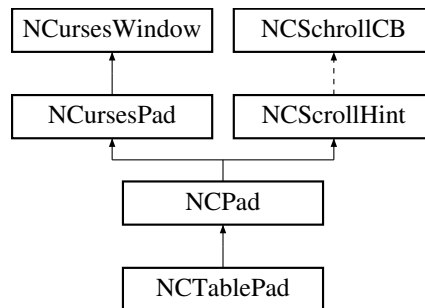 NCursesWindow NCSchrollCB
NCursesPad NCScrollHint
NCPad
NCTablePad